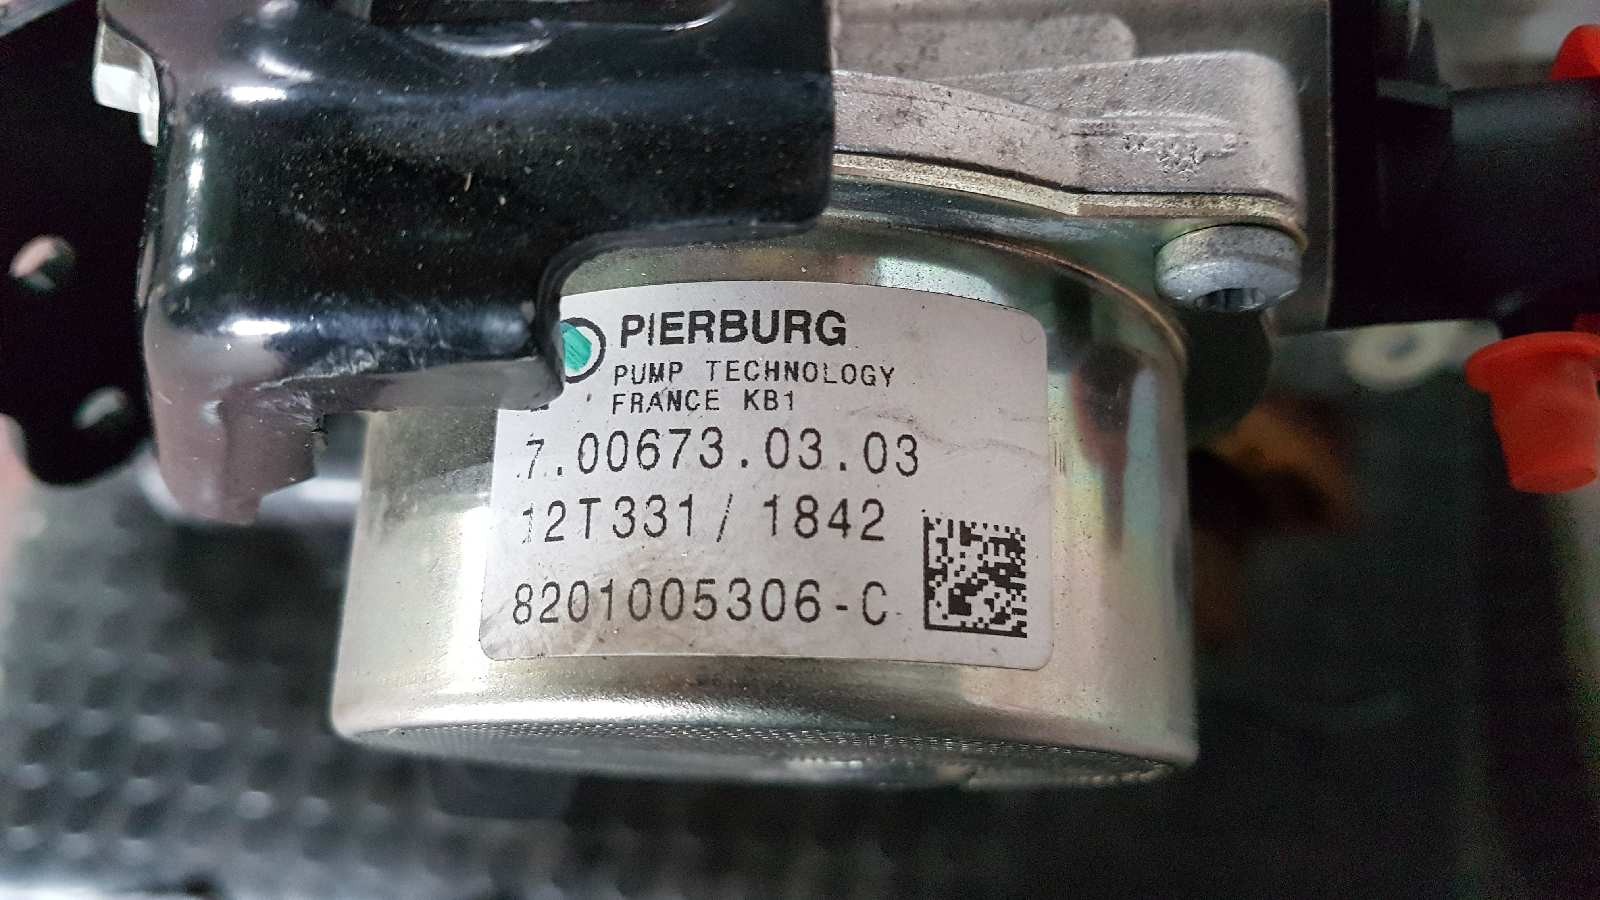 PIERBURG
PUMP TECHNOLOGY
FRANCE KB1
7.00673.03.03
12T331/ 1842
8201005306-C